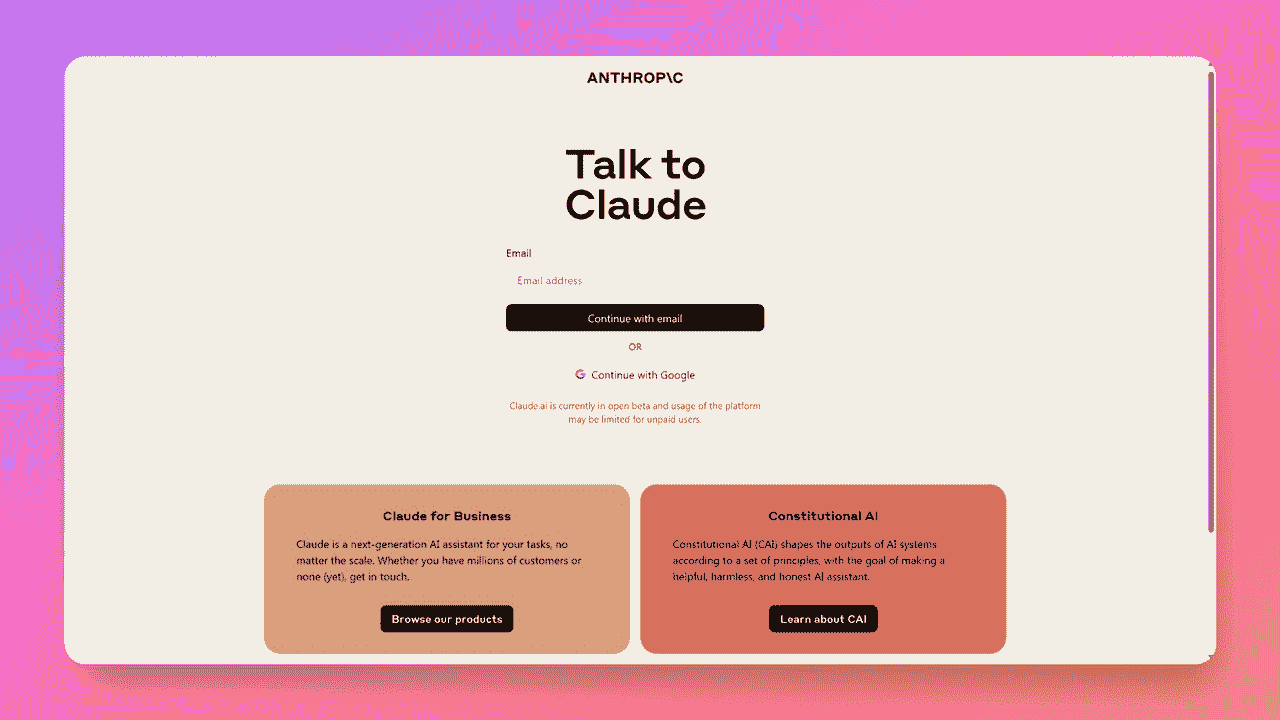 ANTHROP\C
Talk to
Claude
Email
Email address
Continue with email
OR
Continue with Google
Claude.ai is currently in open beta and usage of the platform
may be limited for unpaid users.
Claude for Business
Claude is a next-generation AI assistant for your tasks, no
matter the scale. Whether you have millions of customers or
none (yet), get in touch.
Browse our products
Constitutional AI
Constitutional AI (CAI) shapes the outputs of AI systems
according to a set of principles, with the goal of making a
helpful, harmless, and honest AI assistant.
Learn about CAI